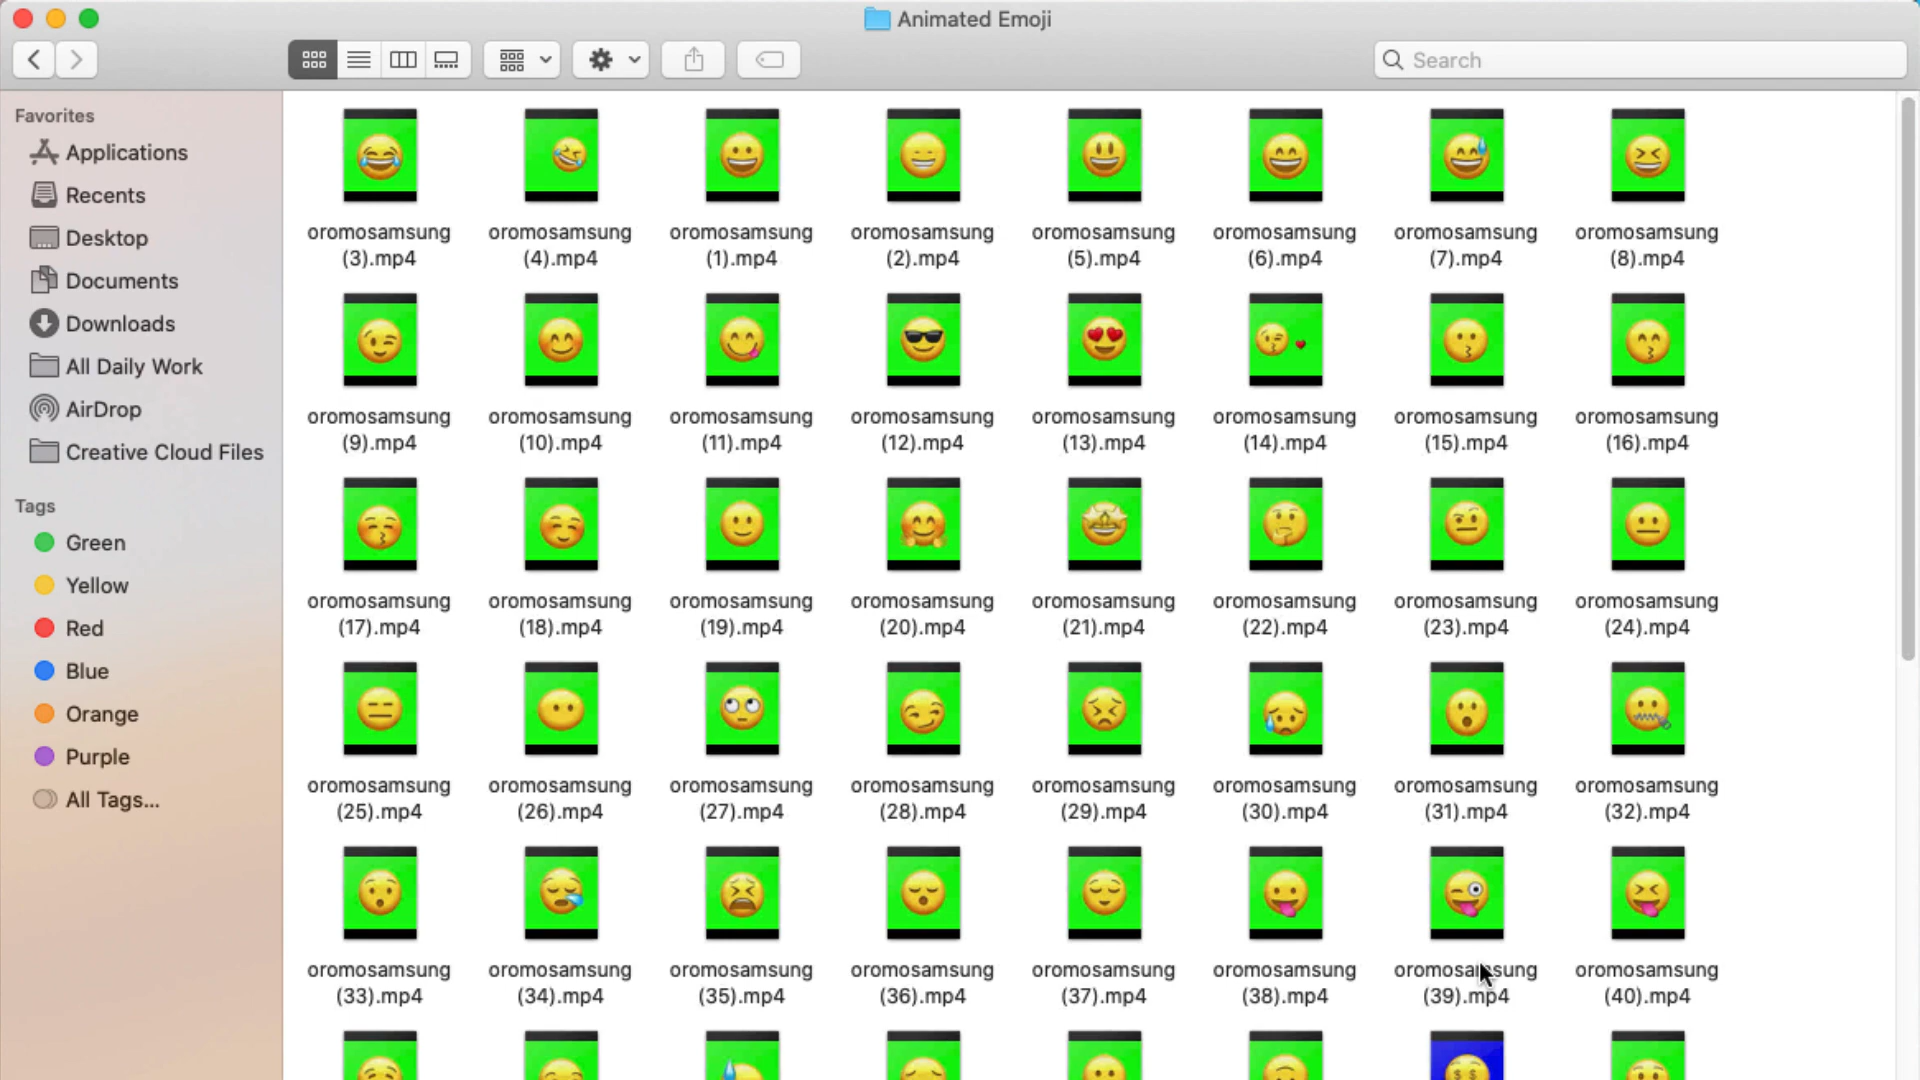 Animated Emoji
Search
Favorites
Applications
Recents
Desktop
Documents
Downloads
All Daily Work
AirDrop
Creative Cloud Files
Tags
Green
Yellow
Red
Blue
Orange
Purple
All Tags...
oromosamsung
(3).mp4
oromosamsung
(4).mp4
oromosamsung
(1).mp4
oromosamsung
(2).mp4
oromosamsung
(5).mp4
oromosamsung
(6).mp4
oromosamsung
(7).mp4
oromosamsung
(8).mp4
oromosamsung
(9).mp4
oromosamsung
(10).mp4
oromosamsung
(11).mp4
oromosamsung
(12).mp4
oromosamsung
(13).mp4
oromosamsung
(14).mp4
oromosamsung
(15).mp4
oromosamsung
(16).mp4
oromosamsung
(17).mp4
oromosamsung
(18).mp4
oromosamsung
(19).mp4
oromosamsung
(20).mp4
oromosamsung
(21).mp4
oromosamsung
(22).mp4
oromosamsung
(23).mp4
oromosamsung
(24).mp4
oromosamsung
(25).mp4
oromosamsung
(26).mp4
oromosamsung
(27).mp4
oromosamsung
(28).mp4
oromosamsung
(29).mp4
oromosamsung
(30).mp4
oromosamsung
(31).mp4
oromosamsung
(32).mp4
oromosamsung
(33).mp4
oromosamsung
(34).mp4
oromosamsung
(35).mp4
oromosamsung
(36).mp4
oromosamsung
(37).mp4
oromosamsung
(38).mp4
oromosamsung
(39).mp4
oromosamsung
(40).mp4